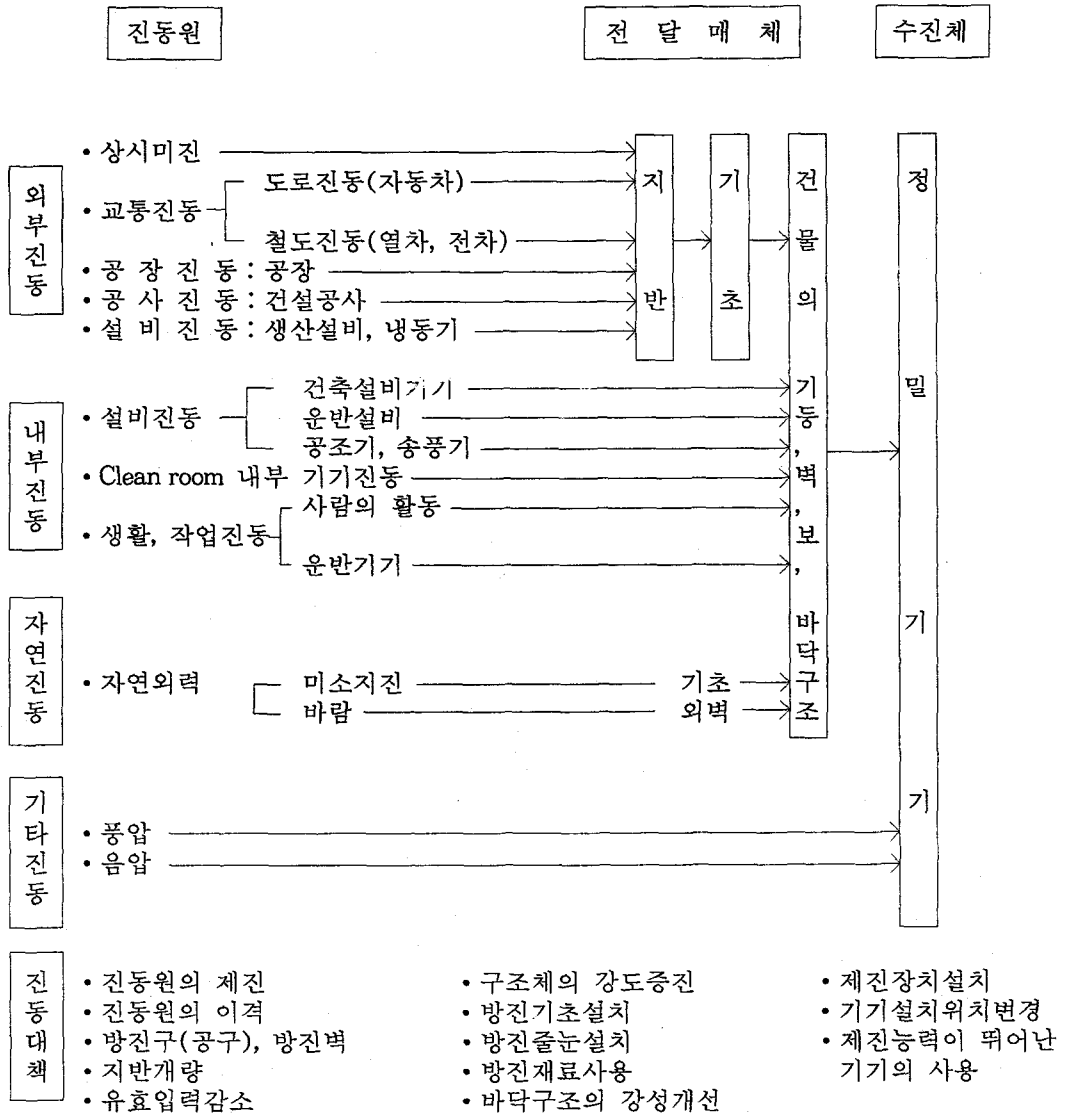 진동원 전 달 매 체 수진체
• 상시미진
외부진동
• 교통진동 도로진동(자동차)
철도진동(열차, 전차)
• 공 장 진 동 : 공장
• 공 사 진 동 : 건설공사
• 설 비 진 동 : 생산설비, 냉동기
지반
기초
건물의 기둥, 벽, 보, 바닥구조
정밀기기
내부진동
건축설비기기
• 설비진동 운반설비
공조기, 송풍기
• Clean room 내부 기기진동
사람의 활동
• 생활, 작업진동
운반기기
자연진동
• 자연외력 미소지진 기초
바람 외벽
기타진동
• 풍압
• 음압
진동대책
• 진동원의 제진
• 진동원의 이격
• 방진구(공구), 방진벽
• 지반개량
• 유효입력감소
• 구조체의 강도증진
• 방진기초설치
• 방진줄눈설치
• 방진재료사용
• 바닥구조의 강성개선
• 제진장치설치
• 기기설치위치변경
• 제진능력이 뛰어난
기기의 사용